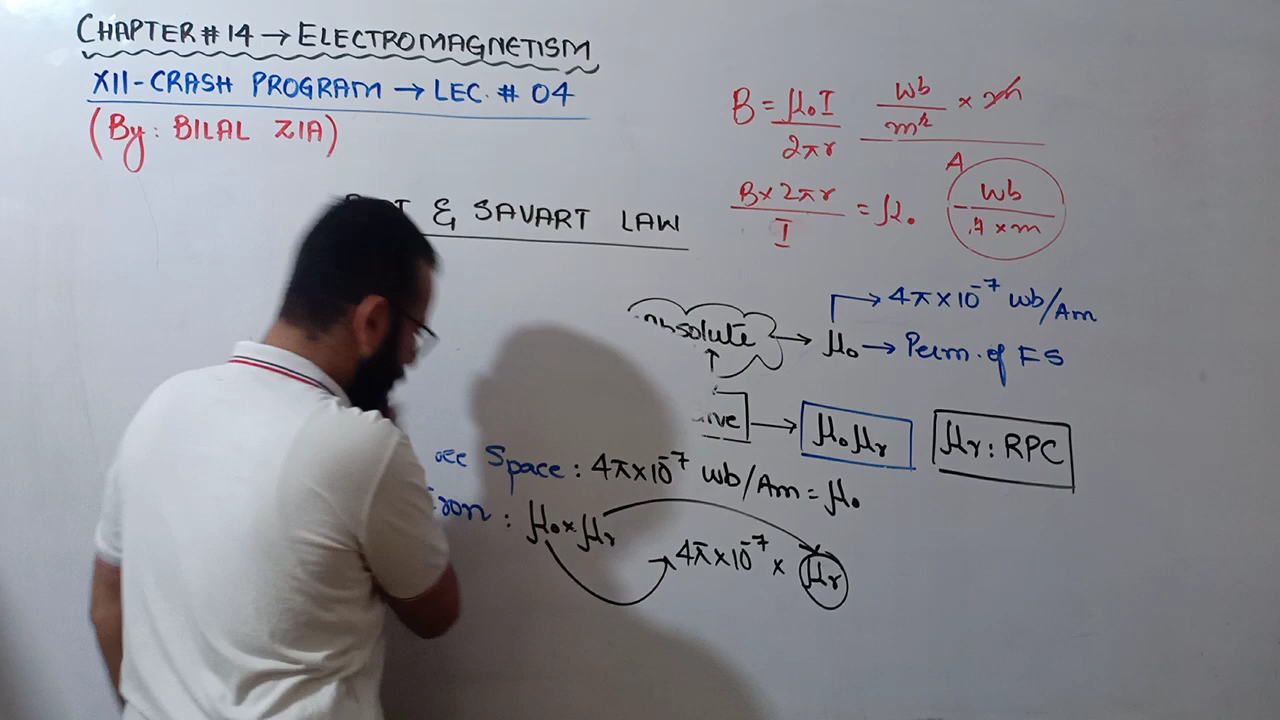 CHAPTER # 14 → ELECTROMAGNETISM
XII-CRASH PROGRAM → LEC. # 04
(By: BILAL ZIA)
& SAVART LAW
B = μ₀I / 2πr
Wb / m² × m
A
B × 2πr / I = μ₀
Wb / A × m
absolute → μ₀ → 4π×10⁻⁷ Wb/Am
→ Perm. of FS
→ μ₀μr
μr : RPC
Space : 4π×10⁻⁷ Wb/Am = μ₀
: μ₀ × μr
4π×10⁻⁷ × μr